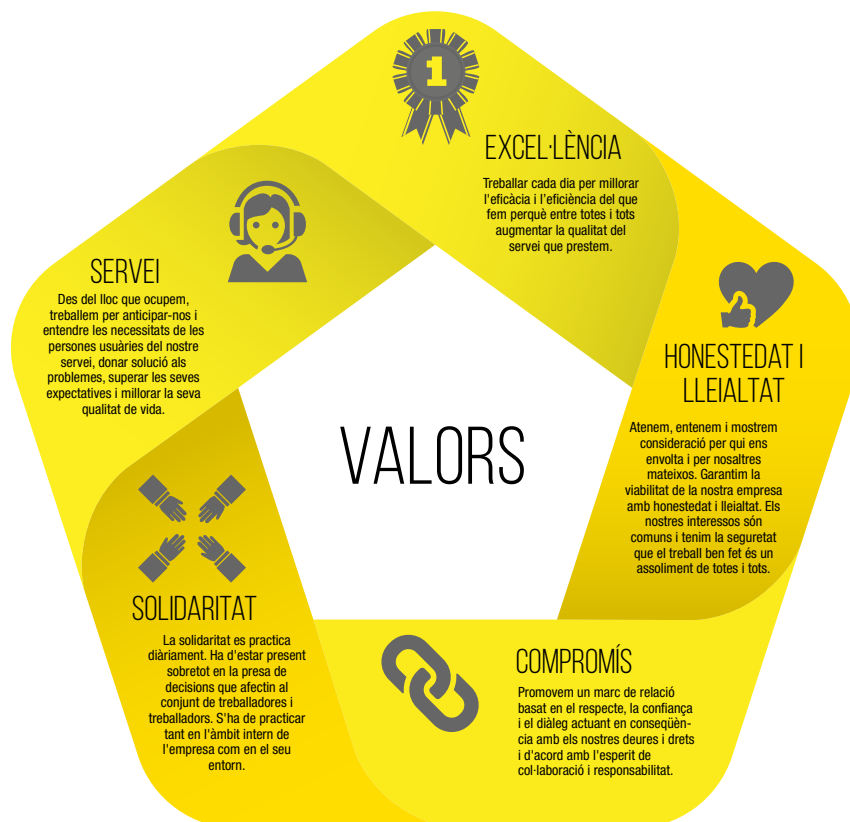 1
EXCEL·LÈNCIA
Treballar cada dia per millorar
l'eficàcia i l'eficiència del que
fem perquè entre totes i tots
augmentar la qualitat del
servei que prestem.
SERVEI
Des del lloc que ocupem,
treballem per anticipar-nos i
entendre les necessitats de les
persones usuàries del nostre
servei, donar solució als
problemes, superar les seves
expectatives i millorar la seva
qualitat de vida.
HONESTEDAT I
LLEIALTAT
Atenem, entenem i mostrem
consideració per qui ens
envolta i per nosaltres
mateixos. Garantim la
viabilitat de la nostra empresa
amb honestedat i lleialtat. Els
nostres interessos són
comuns i tenim la seguretat
que el treball ben fet és un
assoliment de totes i tots.
VALORS
SOLIDARITAT
La solidaritat es practica
diàriament. Ha d'estar present
sobretot en la presa de
decisions que afectin al
conjunt de treballadores i
treballadors. S'ha de practicar
tant en l'àmbit intern de
l'empresa com en el seu
entorn.
COMPROMÍS
Promovem un marc de relació
basat en el respecte, la confiança
i el diàleg actuant en conseqüèn-
cia amb els nostres deures i drets
i d'acord amb l'esperit de
col·laboració i responsabilitat.